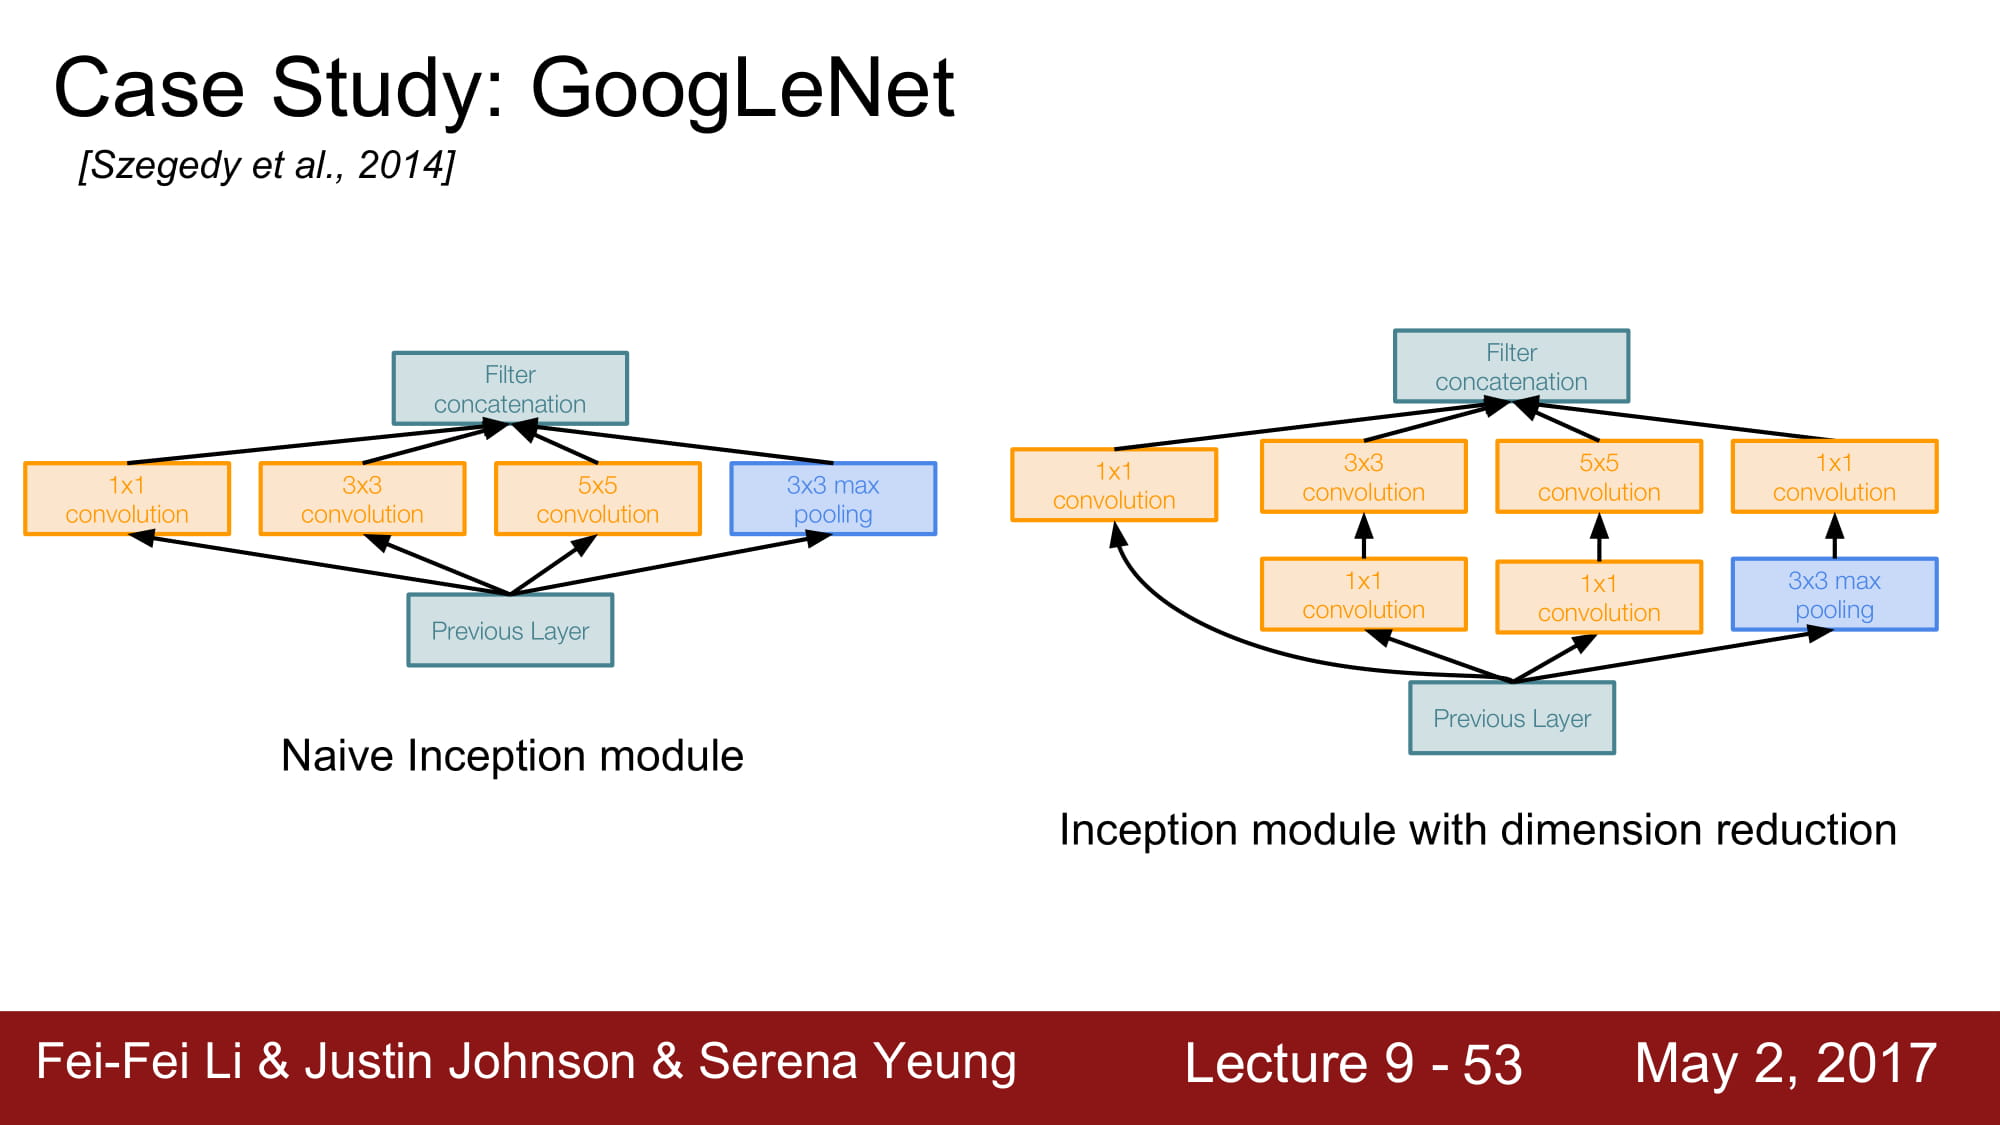 Case Study: GoogLeNet
[Szegedy et al., 2014]
Filter
concatenation
1x1
convolution
3x3
convolution
5x5
convolution
3x3 max
pooling
Previous Layer
Naive Inception module
Filter
concatenation
1x1
convolution
3x3
convolution
5x5
convolution
1x1
convolution
1x1
convolution
1x1
convolution
3x3 max
pooling
Previous Layer
Inception module with dimension reduction
Fei-Fei Li & Justin Johnson & Serena Yeung
Lecture 9 - 53
May 2, 2017